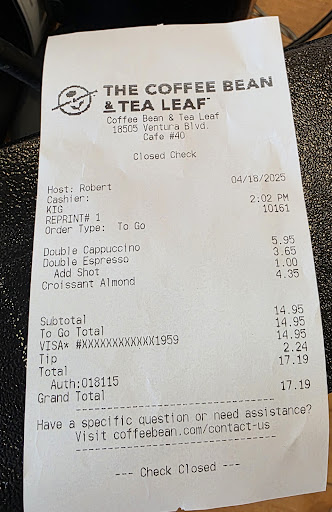 THE COFFEE BEAN
& TEA LEAF™
Coffee Bean & Tea Leaf
18505 Ventura Blvd.
Cafe #40
Closed Check
04/18/2025
Host: Robert
Cashier: 2:02 PM
KIG 10161
REPRINT# 1
Order Type: To Go
Double Cappuccino 5.95
Double Espresso 3.65
Add Shot 1.00
Croissant Almond 4.35
Subtotal 14.95
To Go Total 14.95
VISA* #XXXXXXXXXXXX1959 14.95
Tip 2.24
Total 17.19
Auth:018115
Grand Total 17.19
Have a specific question or need assistance?
Visit coffeebean.com/contact-us
--- Check Closed ---